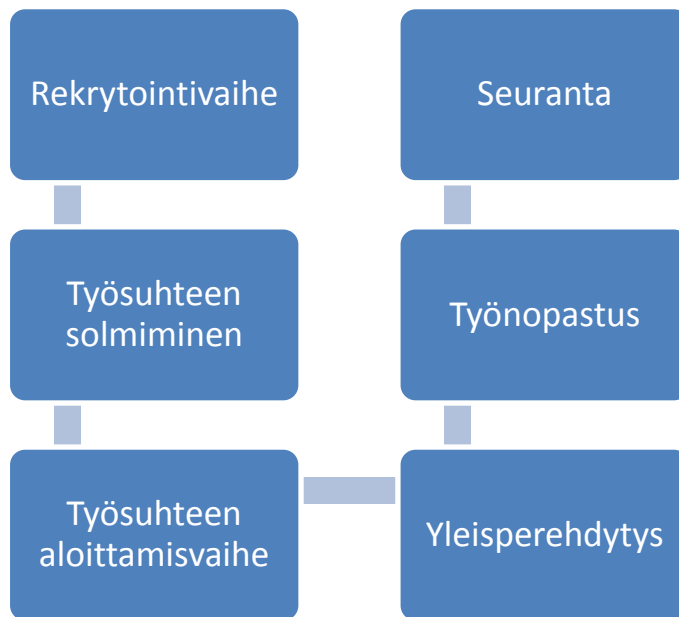 Rekrytointivaihe
Työsuhteen
solmiminen
Työsuhteen
aloittamisvaihe
Yleisperehdytys
Työnopastus
Seuranta